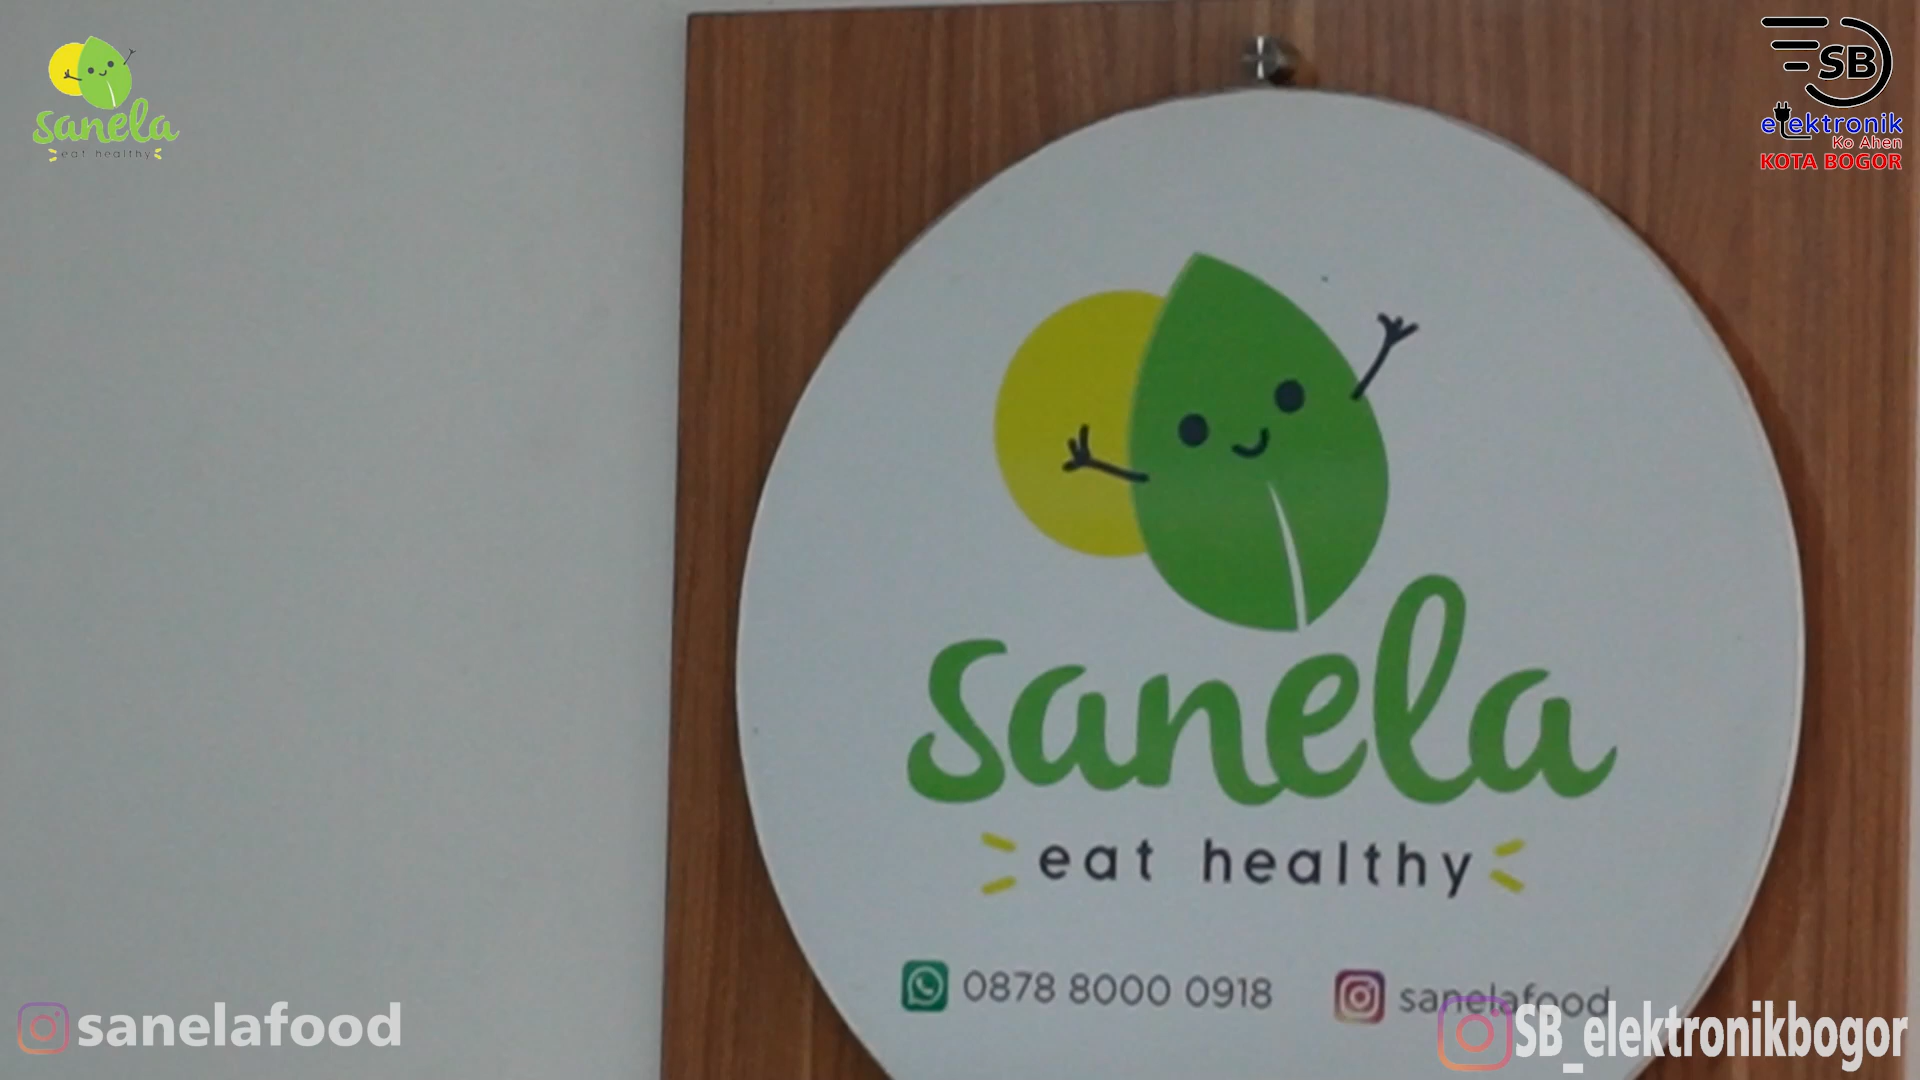 sanela
eat healthy
SB
elektronik
Ko Ahen
KOTA BOGOR
sanela
eat healthy
0878 8000 0918
sanelafood
sanelafood
SB_elektronikbogor